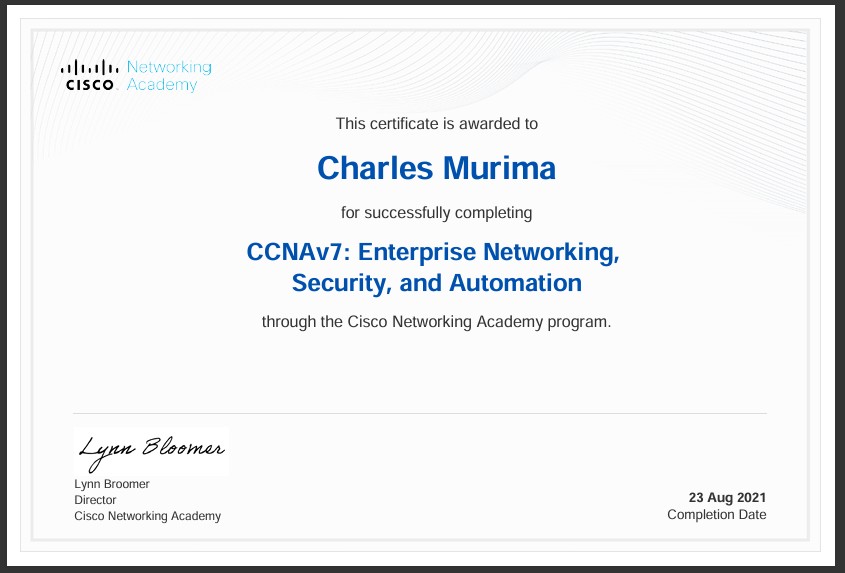 CISCO Networking Academy
This certificate is awarded to
Charles Murima
for successfully completing
CCNAv7: Enterprise Networking,
Security, and Automation
through the Cisco Networking Academy program.
Lynn Bloomer
Lynn Broomer
Director
Cisco Networking Academy
23 Aug 2021
Completion Date